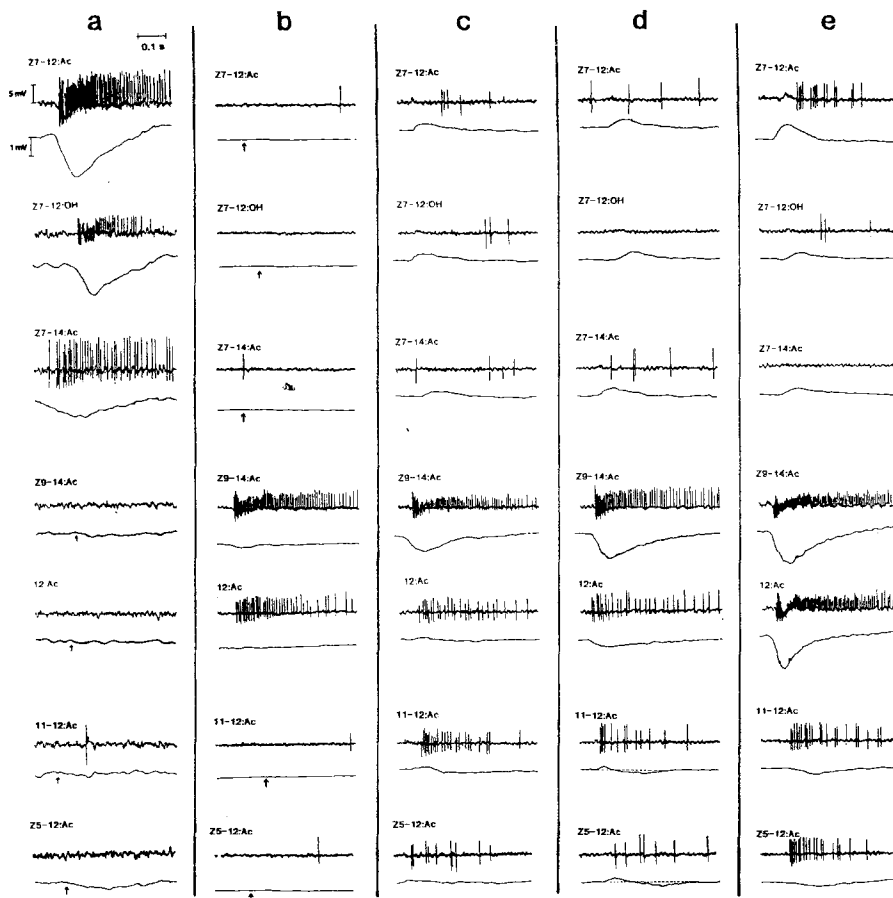 a b c d e
0.1 s
Z7-12:Ac Z7-12:Ac Z7-12:Ac Z7-12:Ac Z7-12:Ac
5 mV
1 mV
Z7-12:OH Z7-12:OH Z7-12:OH Z7-12:OH Z7-12:OH
Z7-14:Ac Z7-14:Ac Z7-14:Ac Z7-14:Ac Z7-14:Ac
Z9-14:Ac Z9-14:Ac Z9-14:Ac Z9-14:Ac Z9-14:Ac
12:Ac 12:Ac 12:Ac 12:Ac 12:Ac
11-12:Ac 11-12:Ac 11-12:Ac 11-12:Ac 11-12:Ac
Z5-12:Ac Z5-12:Ac Z5-12:Ac Z5-12:Ac Z5-12:Ac